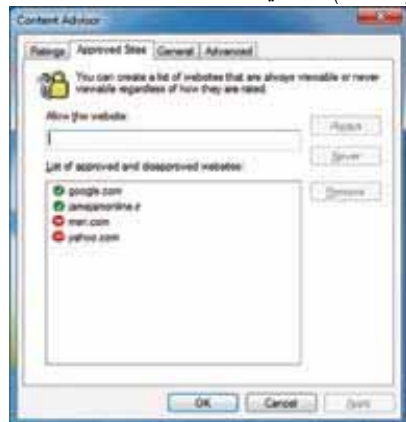 Content Advisor
Ratings Approved Sites General Advanced
You can create a list of websites that are always viewable or never
viewable regardless of how they are rated.
Allow this website:
Always
Never
List of approved and disapproved websites:
Remove
google.com
jamejamonline.ir
msn.com
yahoo.com
OK Cancel Apply